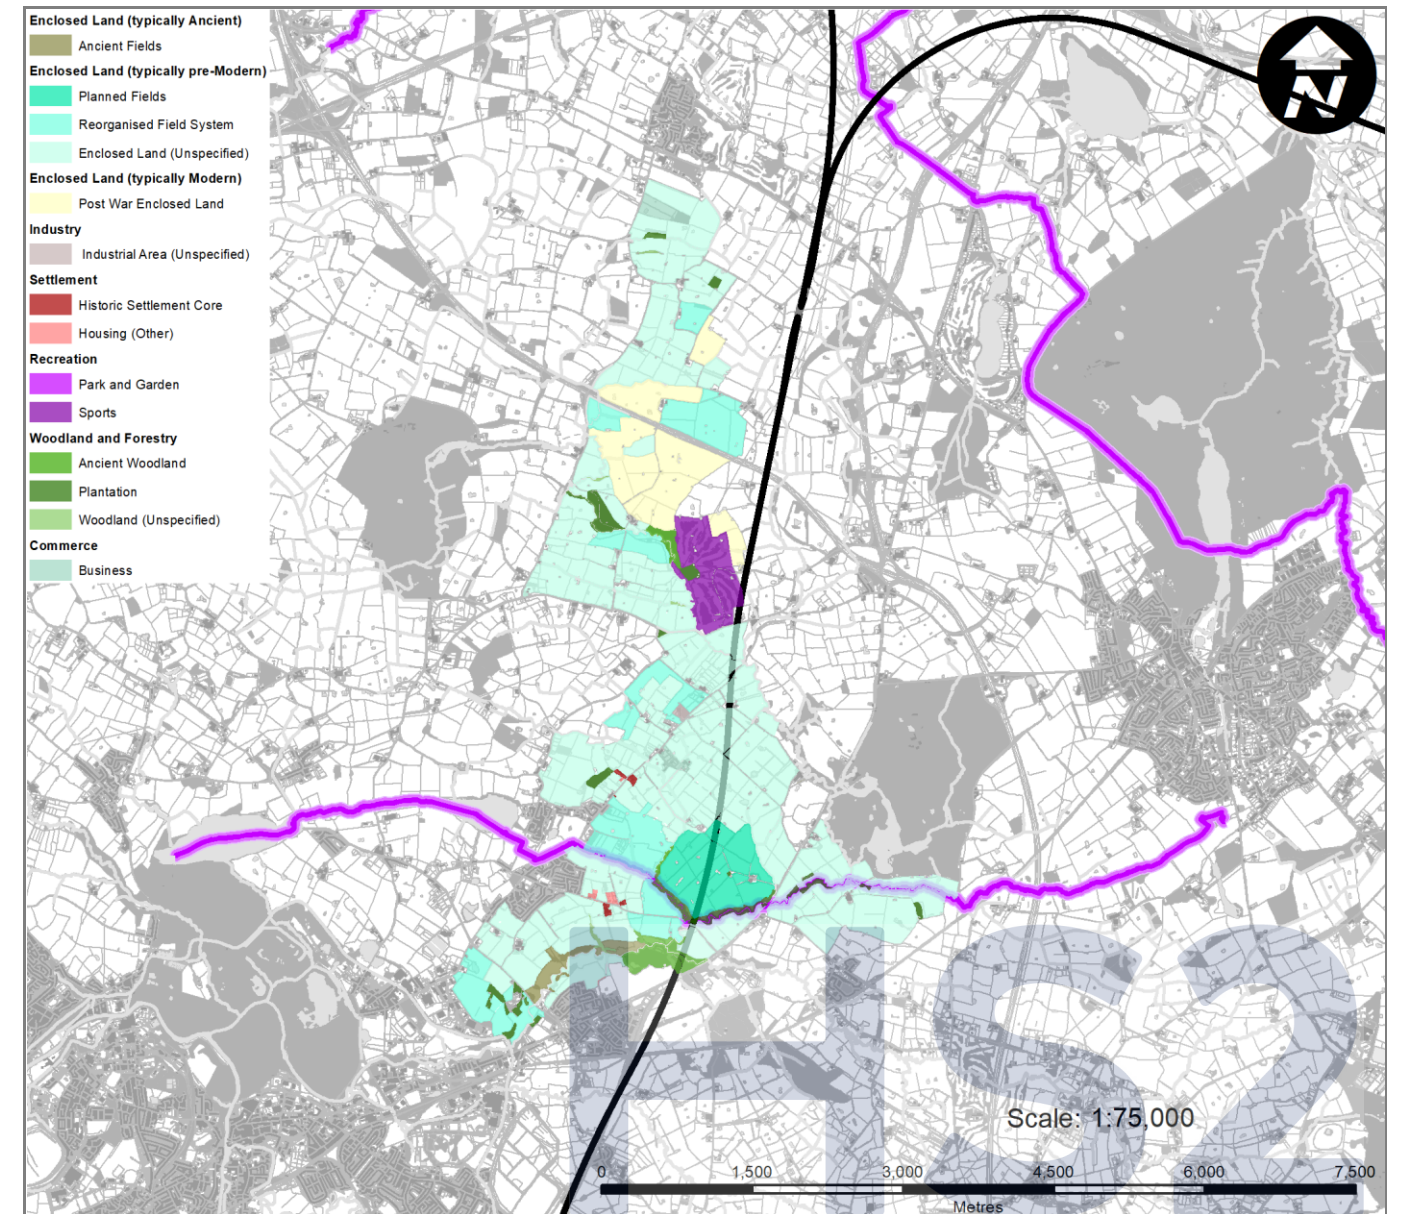 Enclosed Land (typically Ancient)
Ancient Fields
Enclosed Land (typically pre-Modern)
Planned Fields
Reorganised Field System
Enclosed Land (Unspecified)
Enclosed Land (typically Modern)
Post War Enclosed Land
Industry
Industrial Area (Unspecified)
Settlement
Historic Settlement Core
Housing (Other)
Recreation
Park and Garden
Sports
Woodland and Forestry
Ancient Woodland
Plantation
Woodland (Unspecified)
Commerce
Business
N
HS2
Scale: 1:75,000
0 1,500 3,000 4,500 6,000 7,500
Metres